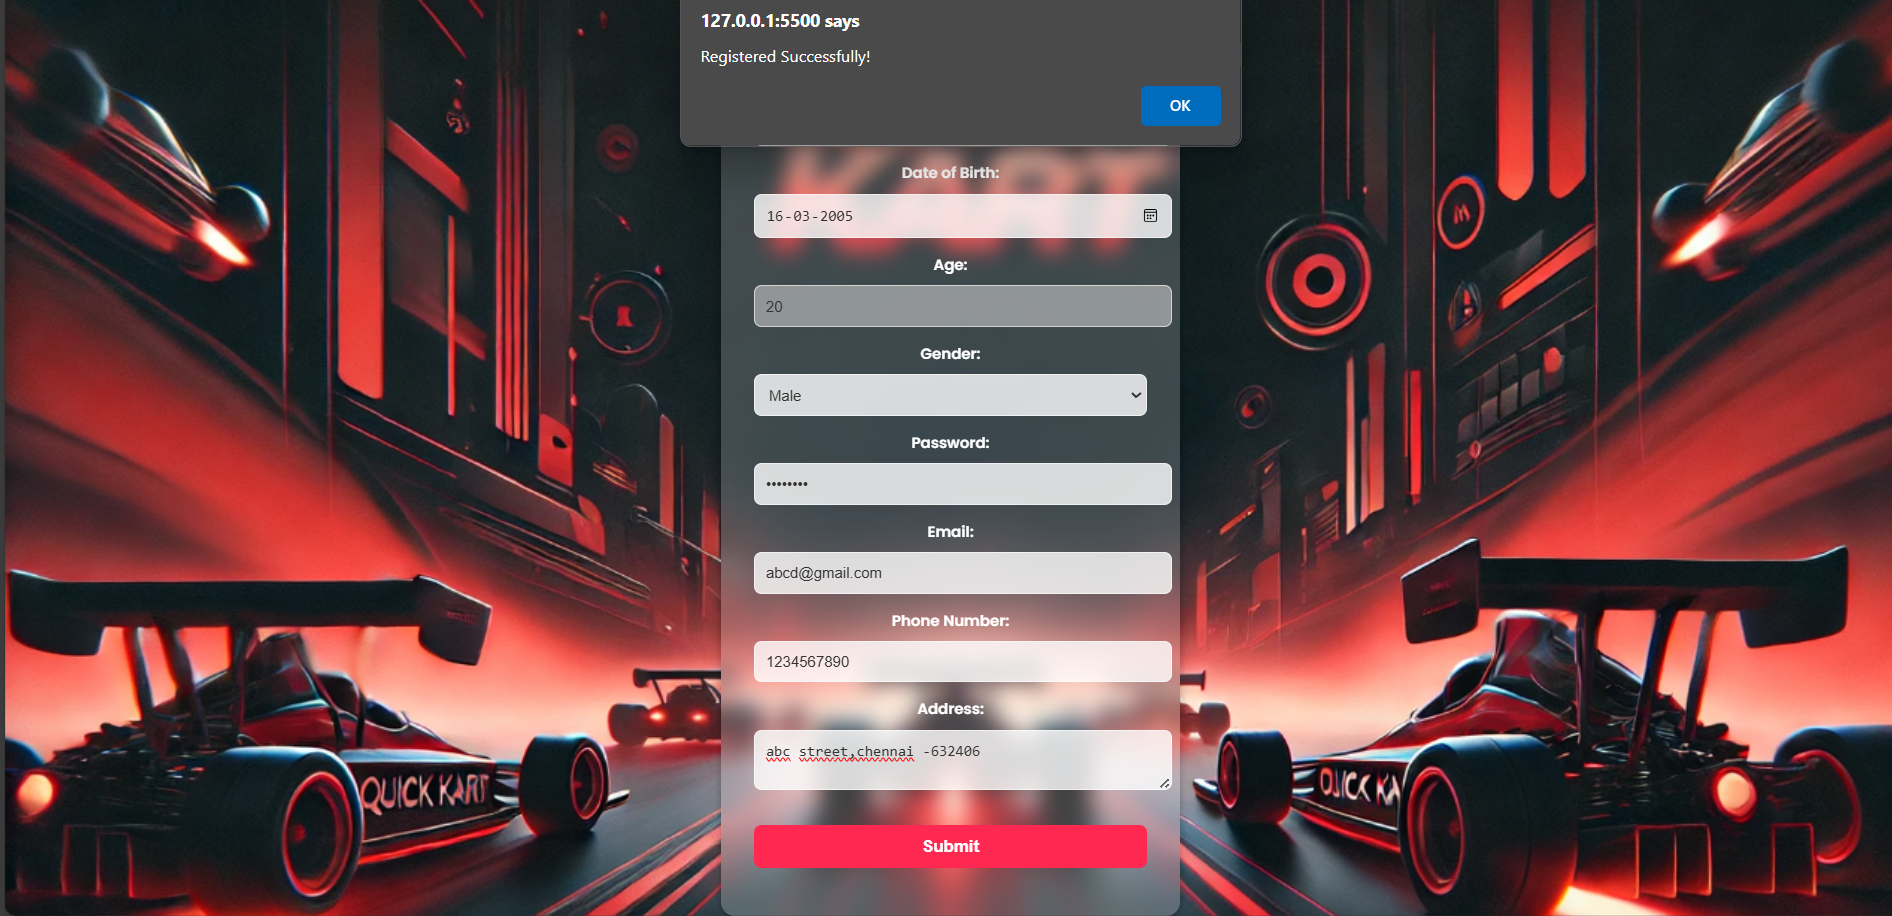 127.0.0.1:5500 says
Registered Successfully!
OK
KART
Date of Birth:
16-03-2005
Age:
20
Gender:
Male
Password:
••••••••
Email:
abcd@gmail.com
Phone Number:
1234567890
Address:
abc street,chennai -632406
Submit
QUICK KART
QUICK KA